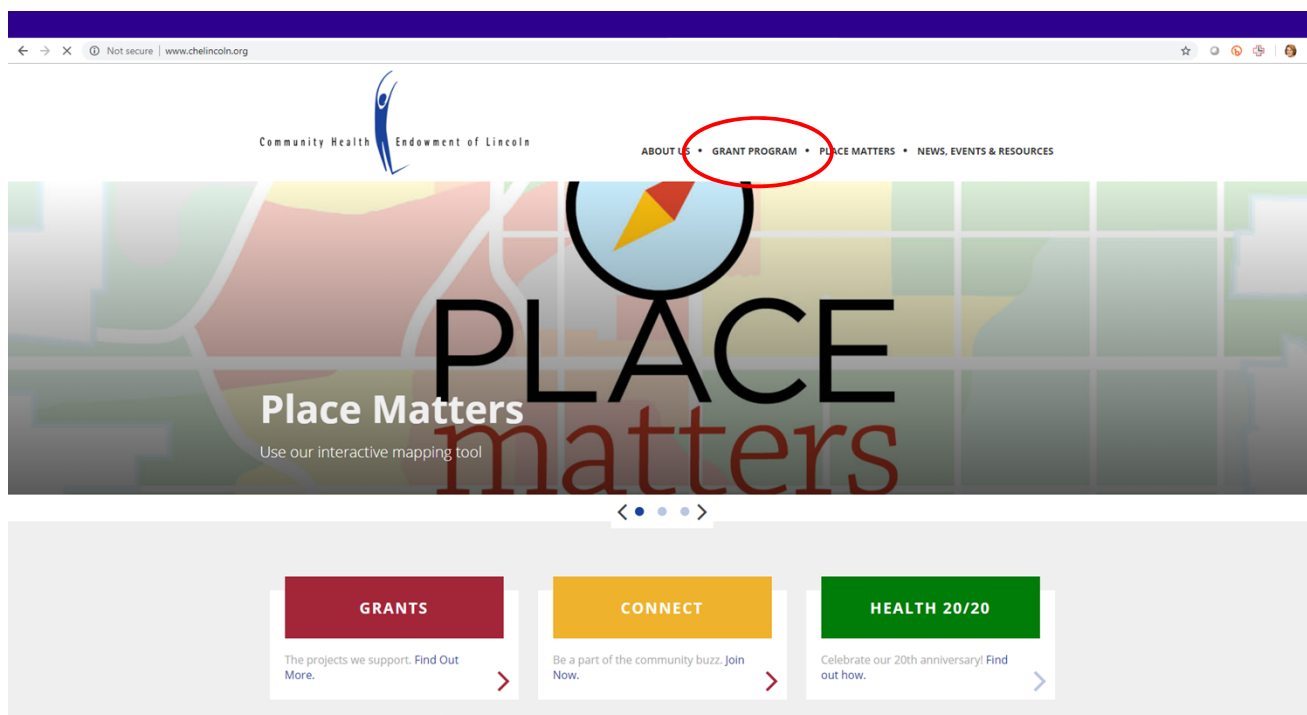 Not secure | www.chelincoln.org
Community Health Endowment of Lincoln
ABOUT US • GRANT PROGRAM • PLACE MATTERS • NEWS, EVENTS & RESOURCES
PLACE
matters
Place Matters
Use our interactive mapping tool
GRANTS
The projects we support. Find Out
More.
CONNECT
Be a part of the community buzz. Join
Now.
HEALTH 20/20
Celebrate our 20th anniversary! Find
out how.